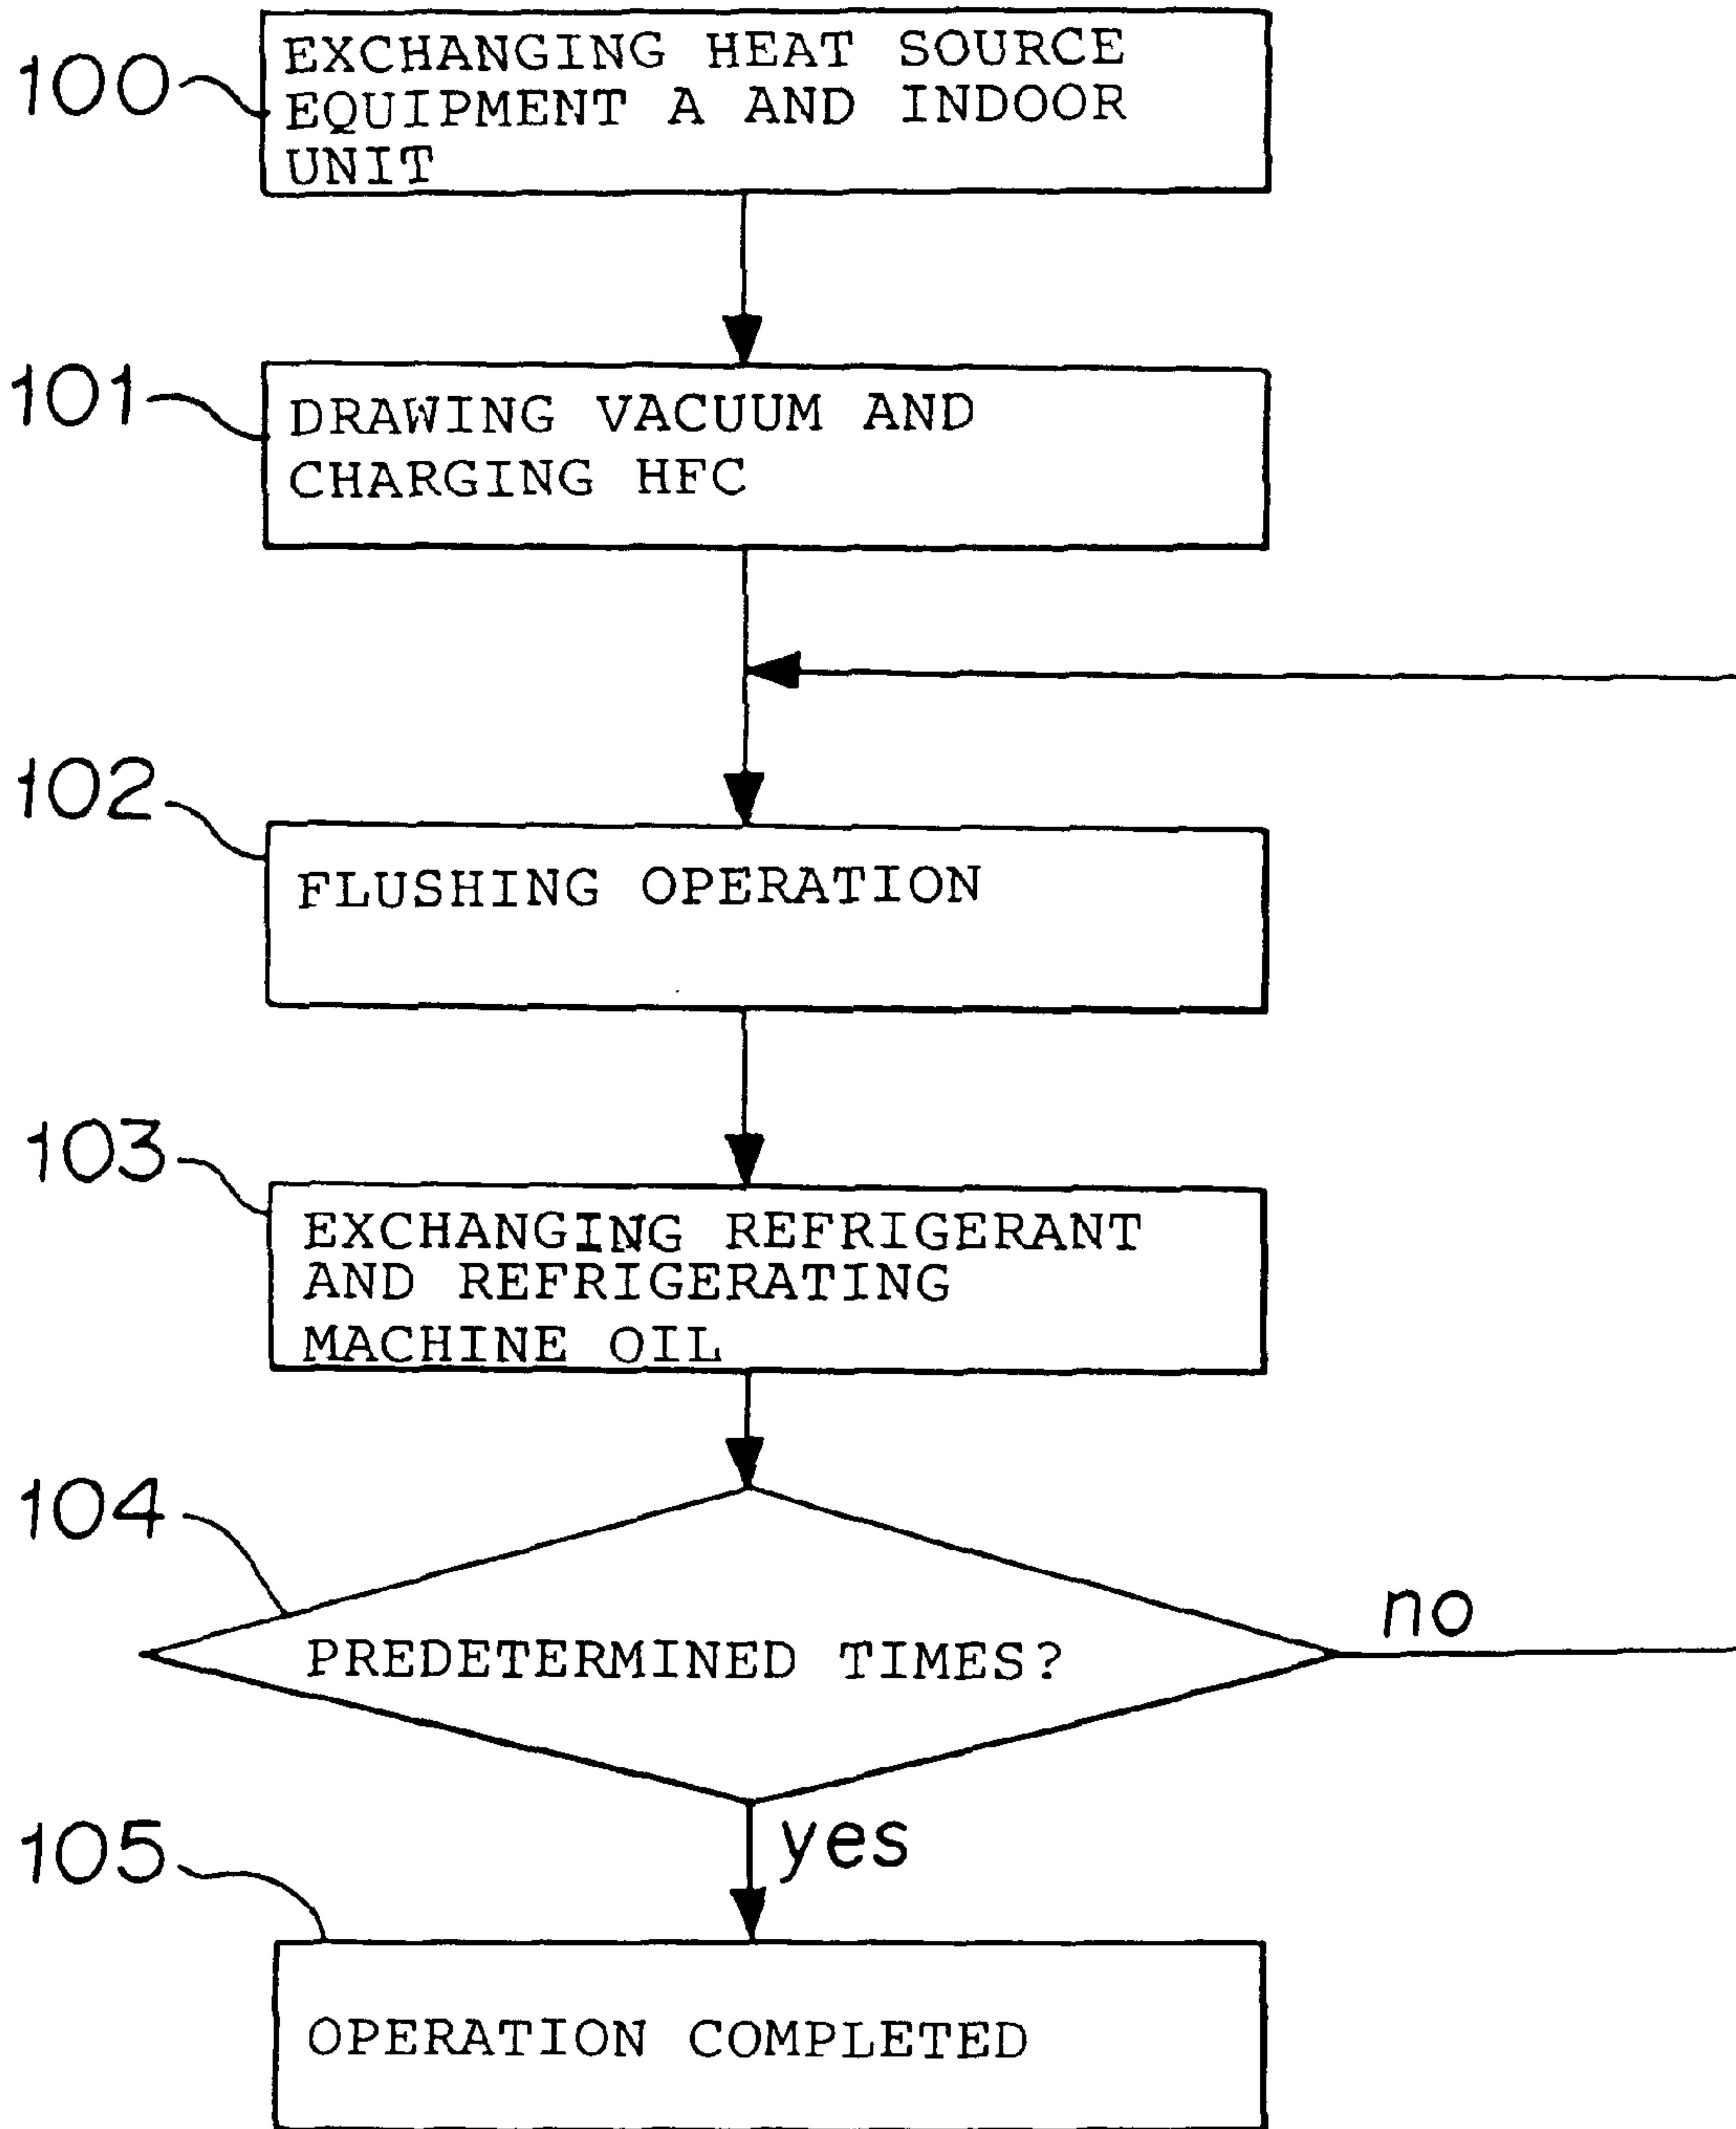 100
EXCHANGING HEAT SOURCE
EQUIPMENT A AND INDOOR
UNIT
101
DRAWING VACUUM AND
CHARGING HFC
102
FLUSHING OPERATION
103
EXCHANGING REFRIGERANT
AND REFRIGERATING
MACHINE OIL
104
PREDETERMINED TIMES?
no
yes
105
OPERATION COMPLETED